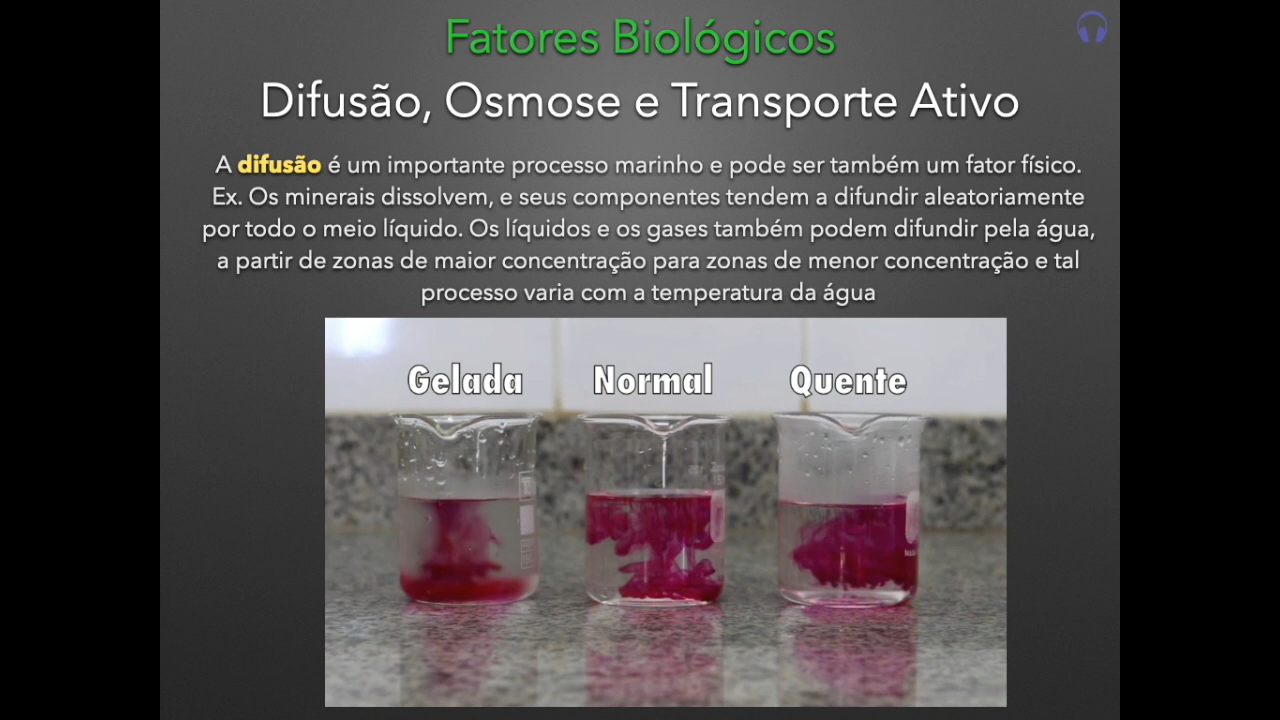 Fatores Biológicos
Difusão, Osmose e Transporte Ativo
A difusão é um importante processo marinho e pode ser também um fator físico.
Ex. Os minerais dissolvem, e seus componentes tendem a difundir aleatoriamente
por todo o meio líquido. Os líquidos e os gases também podem difundir pela água,
a partir de zonas de maior concentração para zonas de menor concentração e tal
processo varia com a temperatura da água
Gelada Normal Quente